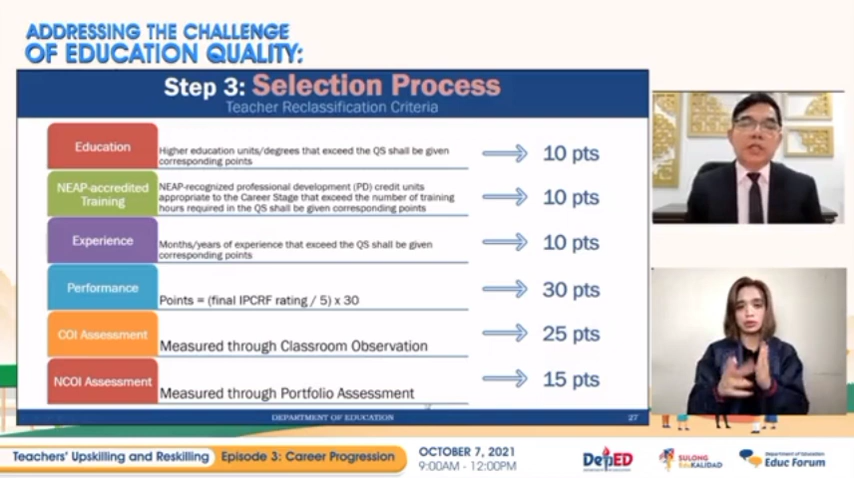 ADDRESSING THE CHALLENGE
OF EDUCATION QUALITY:
Step 3: Selection Process
Teacher Reclassification Criteria
Education
Higher education units/degrees that exceed the QS shall be given
corresponding points
10 pts
NEAP-accredited
Training
NEAP-recognized professional development (PD) credit units
appropriate to the Career Stage that exceed the number of training
hours required in the QS shall be given corresponding points
10 pts
Experience
Months/years of experience that exceed the QS shall be given
corresponding points
10 pts
Performance
Points = (final IPCRF rating / 5) x 30
30 pts
COI Assessment
Measured through Classroom Observation
25 pts
NCOI Assessment
Measured through Portfolio Assessment
15 pts
DEPARTMENT OF EDUCATION
27
Teachers' Upskilling and Reskilling
Episode 3: Career Progression
OCTOBER 7, 2021
9:00AM - 12:00PM
DepED
SULONG
EduKALIDAD
Department of Education
Educ Forum